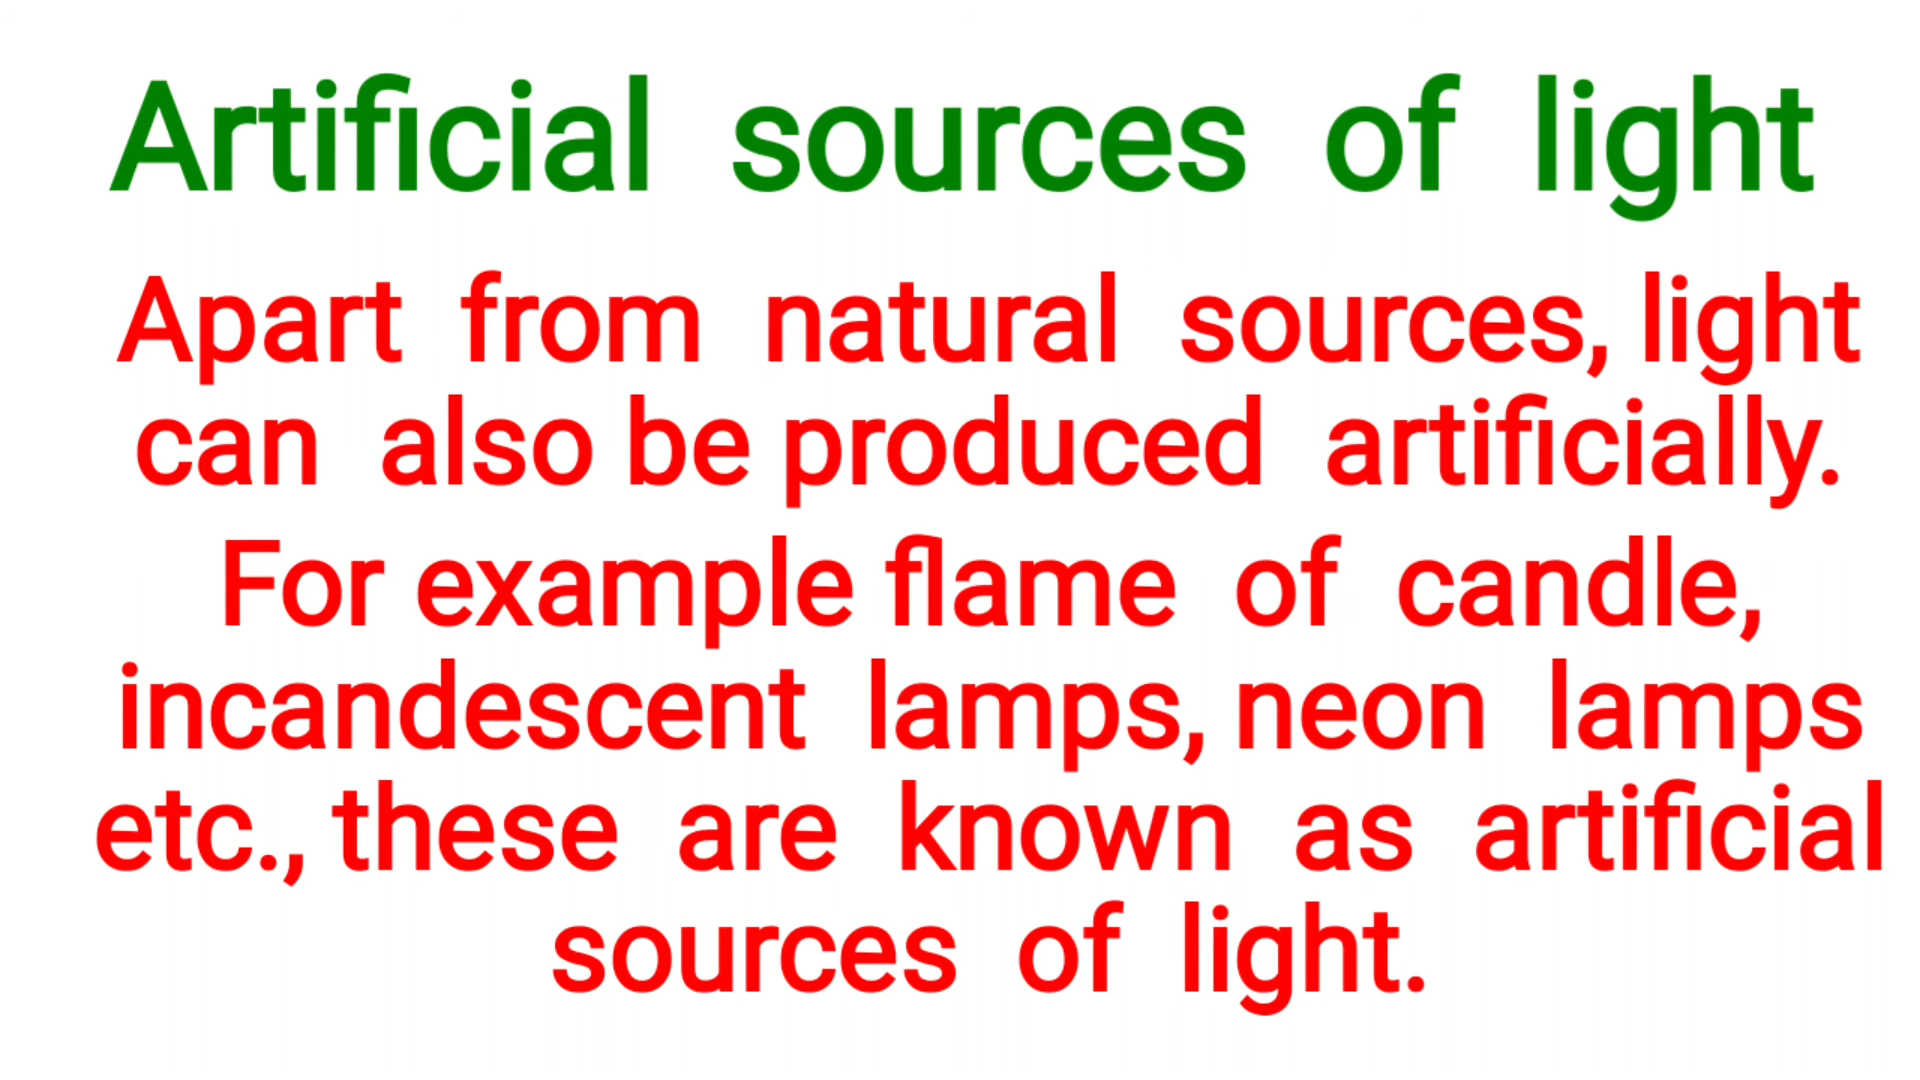 Artificial sources of light
Apart from natural sources, light
can also be produced artificially.
For example flame of candle,
incandescent lamps, neon lamps
etc., these are known as artificial
sources of light.